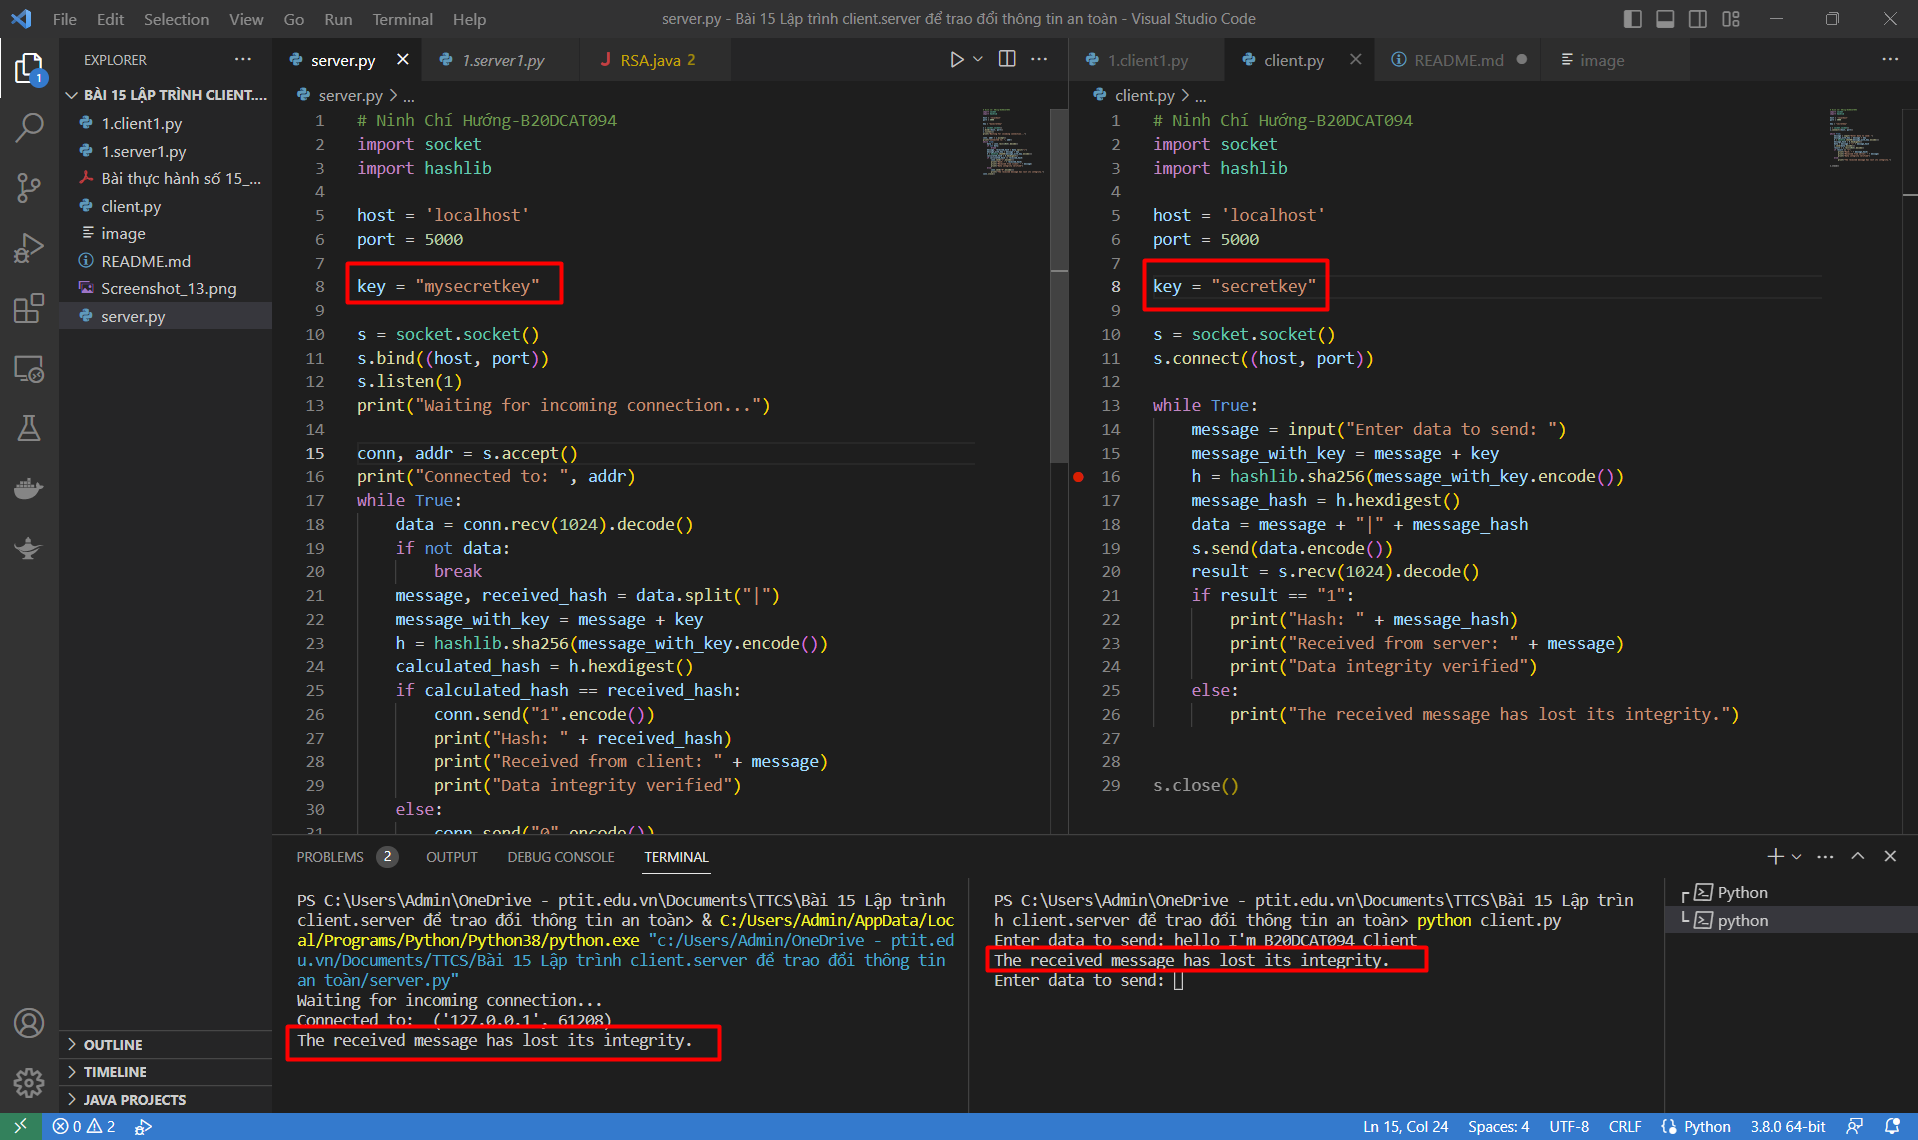 File Edit Selection View Go Run Terminal Help
server.py - Bài 15 Lập trình client.server để trao đổi thông tin an toàn - Visual Studio Code
EXPLORER
BÀI 15 LẬP TRÌNH CLIENT....
1.client1.py
1.server1.py
Bài thực hành số 15_...
client.py
image
README.md
Screenshot_13.png
server.py
OUTLINE
TIMELINE
JAVA PROJECTS
1
server.py
1.server1.py
RSA.java 2
server.py > ...
1 # Ninh Chí Hướng-B20DCAT094
2 import socket
3 import hashlib
4
5 host = 'localhost'
6 port = 5000
7
8 key = "mysecretkey"
9
10 s = socket.socket()
11 s.bind((host, port))
12 s.listen(1)
13 print("Waiting for incoming connection...")
14
15 conn, addr = s.accept()
16 print("Connected to: ", addr)
17 while True:
18 data = conn.recv(1024).decode()
19 if not data:
20 break
21 message, received_hash = data.split("|")
22 message_with_key = message + key
23 h = hashlib.sha256(message_with_key.encode())
24 calculated_hash = h.hexdigest()
25 if calculated_hash == received_hash:
26 conn.send("1".encode())
27 print("Hash: " + received_hash)
28 print("Received from client: " + message)
29 print("Data integrity verified")
30 else:
31 conn.send("0".encode())
1.client1.py
client.py
README.md
image
client.py > ...
1 # Ninh Chí Hướng-B20DCAT094
2 import socket
3 import hashlib
4
5 host = 'localhost'
6 port = 5000
7
8 key = "secretkey"
9
10 s = socket.socket()
11 s.connect((host, port))
12
13 while True:
14 message = input("Enter data to send: ")
15 message_with_key = message + key
16 h = hashlib.sha256(message_with_key.encode())
17 message_hash = h.hexdigest()
18 data = message + "|" + message_hash
19 s.send(data.encode())
20 result = s.recv(1024).decode()
21 if result == "1":
22 print("Hash: " + message_hash)
23 print("Received from server: " + message)
24 print("Data integrity verified")
25 else:
26 print("The received message has lost its integrity.")
27
28
29 s.close()
PROBLEMS 2 OUTPUT DEBUG CONSOLE TERMINAL
PS C:\Users\Admin\OneDrive - ptit.edu.vn\Documents\TTCS\Bài 15 Lập trình
client.server để trao đổi thông tin an toàn> & C:/Users/Admin/AppData/Loc
al/Programs/Python/Python38/python.exe "c:/Users/Admin/OneDrive - ptit.ed
u.vn/Documents/TTCS/Bài 15 Lập trình client.server để trao đổi thông tin
an toàn/server.py"
Waiting for incoming connection...
Connected to:  ('127.0.0.1', 61208)
The received message has lost its integrity.
PS C:\Users\Admin\OneDrive - ptit.edu.vn\Documents\TTCS\Bài 15 Lập trìn
h client.server để trao đổi thông tin an toàn> python client.py
Enter data to send: hello I'm B20DCAT094 Client
The received message has lost its integrity.
Enter data to send:
Python
python
0 2
Ln 15, Col 24 Spaces: 4 UTF-8 CRLF Python 3.8.0 64-bit